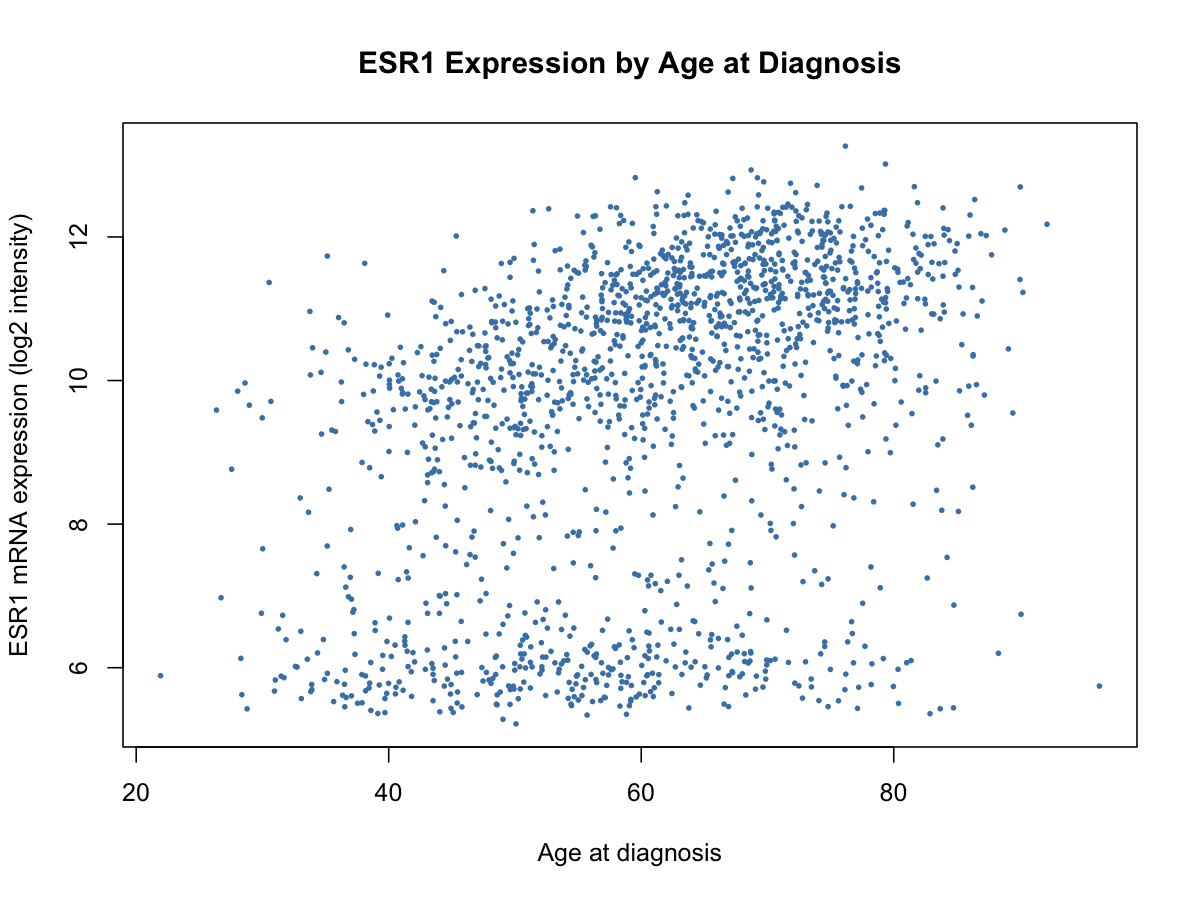 ESR1 Expression by Age at Diagnosis
ESR1 mRNA expression (log2 intensity)
12
10
8
6
20 40 60 80
Age at diagnosis